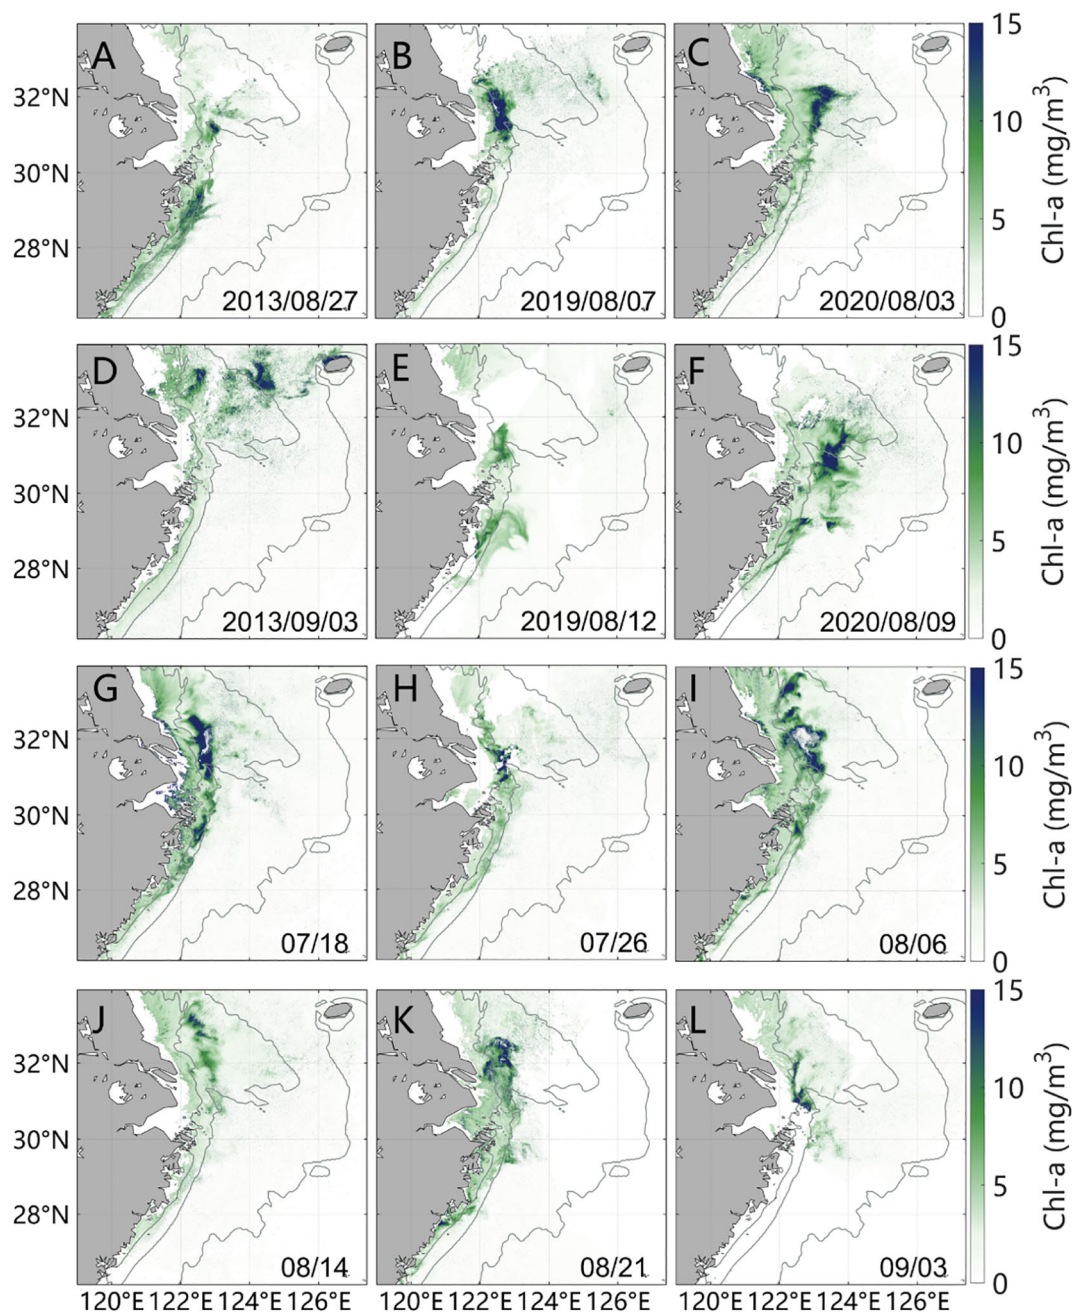 A B C
15
10
5
0
Chl-a (mg/m³)
32°N
30°N
28°N
2013/08/27 2019/08/07 2020/08/03
D E F
15
10
5
0
Chl-a (mg/m³)
32°N
30°N
28°N
2013/09/03 2019/08/12 2020/08/09
G H I
15
10
5
0
Chl-a (mg/m³)
32°N
30°N
28°N
07/18 07/26 08/06
J K L
15
10
5
0
Chl-a (mg/m³)
32°N
30°N
28°N
08/14 08/21 09/03
120°E 122°E 124°E 126°E 120°E 122°E 124°E 126°E 120°E 122°E 124°E 126°E